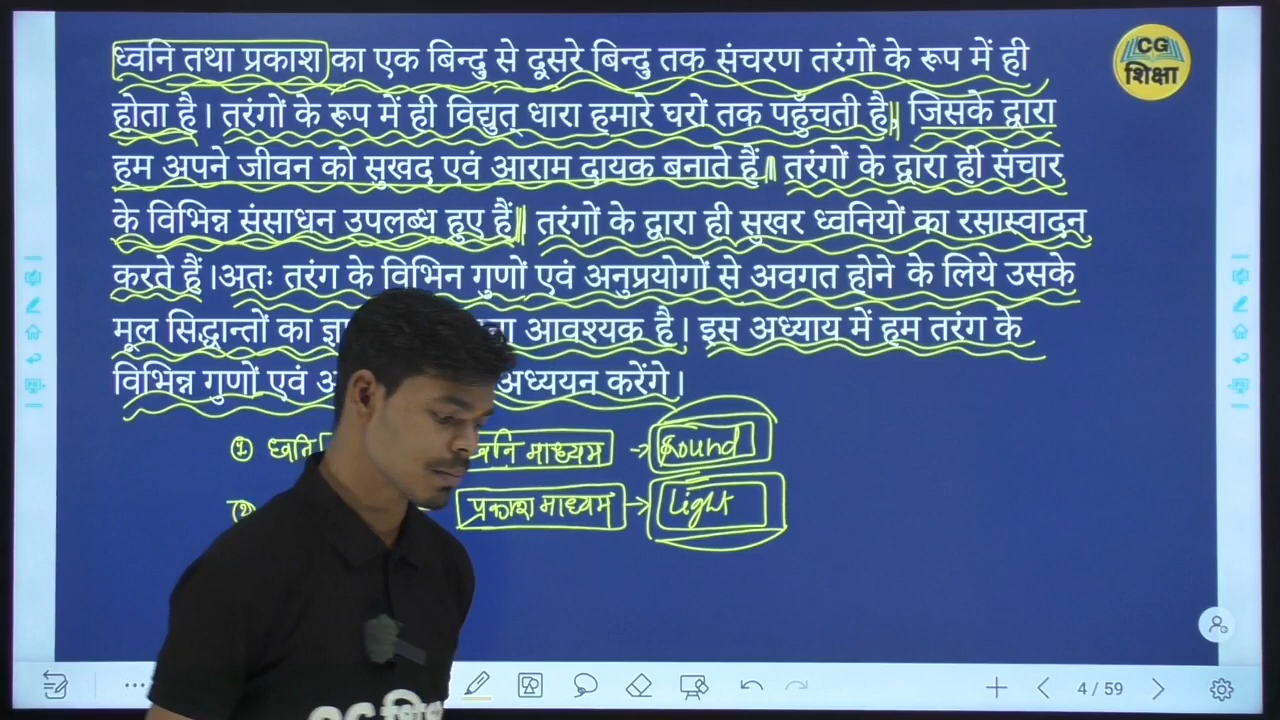 ध्वनि तथा प्रकाश का एक बिन्दु से दूसरे बिन्दु तक संचरण तरंगों के रूप में ही
CG
शिक्षा
होता है। तरंगों के रूप में ही विद्युत् धारा हमारे घरों तक पहुँचती है, जिसके द्वारा
हम अपने जीवन को सुखद एवं आराम दायक बनाते हैं। तरंगों के द्वारा ही संचार
के विभिन्न संसाधन उपलब्ध हुए हैं। तरंगों के द्वारा ही सुखर ध्वनियों का रसास्वादन
करते हैं ।अतः तरंग के विभिन गुणों एवं अनुप्रयोगों से अवगत होने के लिये उसके
मूल सिद्धान्तों का आवश्यक है। इस अध्याय में हम तरंग के
विभिन्न गुणों एवं अध्ययन करेंगे।
① ध्वनि माध्यम → Sound
प्रकाश माध्यम → Light
4 / 59
CG